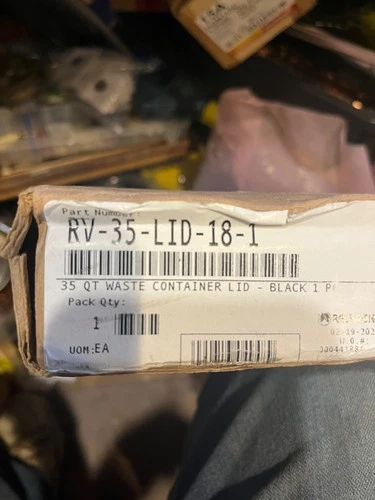 USA
Part Number
RV-35-LID-18-1
35 QT WASTE CONTAINER LID - BLACK 1 P
Pack Qty:
1
UOM:EA